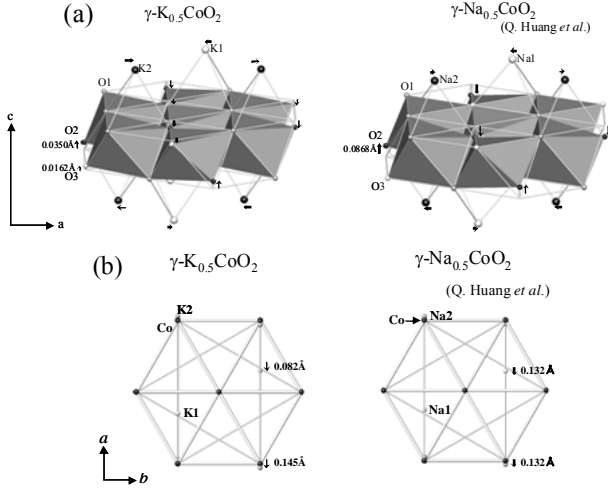 (a)
γ-K0.5CoO2
γ-Na0.5CoO2
(Q. Huang et al.)
K1
K2
O1
O2
0.0350Å
0.0162Å
O3
c
a
Na1
Na2
O1
O2
0.0868Å
O3
(b)
γ-K0.5CoO2
γ-Na0.5CoO2
(Q. Huang et al.)
K2
Co
0.082Å
K1
0.145Å
a
b
Co
Na2
0.132Å
Na1
0.132Å